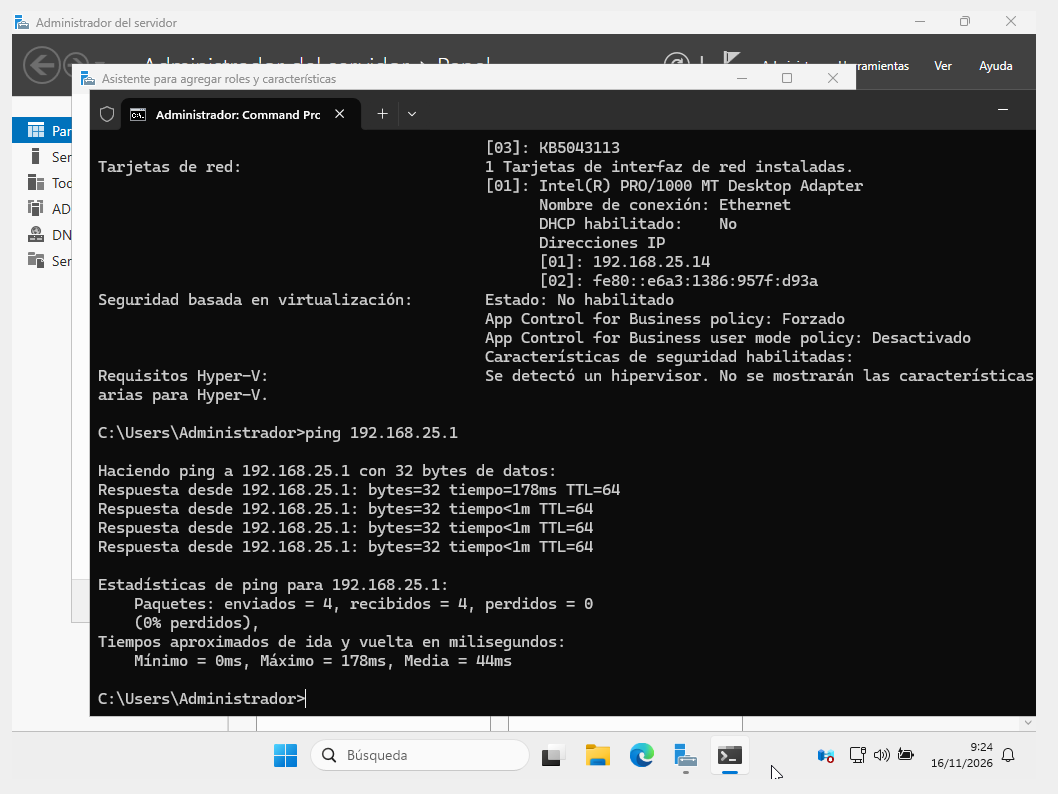 Administrador del servidor
Ayuda
Ver
Asistente para agregar roles y características
Administrador: Command Prc
Par
Ser
Toc
AD
DN
Ser
[03]: KB5043113
Tarjetas de red: 1 Tarjetas de interfaz de red instaladas.
[01]: Intel(R) PRO/1000 MT Desktop Adapter
Nombre de conexión: Ethernet
DHCP habilitado: No
Direcciones IP
[01]: 192.168.25.14
[02]: fe80::e6a3:1386:957f:d93a
Seguridad basada en virtualización: Estado: No habilitado
App Control for Business policy: Forzado
App Control for Business user mode policy: Desactivado
Características de seguridad habilitadas:
Requisitos Hyper-V: Se detectó un hipervisor. No se mostrarán las características
arias para Hyper-V.
C:\Users\Administrador>ping 192.168.25.1
Haciendo ping a 192.168.25.1 con 32 bytes de datos:
Respuesta desde 192.168.25.1: bytes=32 tiempo=178ms TTL=64
Respuesta desde 192.168.25.1: bytes=32 tiempo<1m TTL=64
Respuesta desde 192.168.25.1: bytes=32 tiempo<1m TTL=64
Respuesta desde 192.168.25.1: bytes=32 tiempo<1m TTL=64
Estadísticas de ping para 192.168.25.1:
Paquetes: enviados = 4, recibidos = 4, perdidos = 0
(0% perdidos),
Tiempos aproximados de ida y vuelta en milisegundos:
Mínimo = 0ms, Máximo = 178ms, Media = 44ms
C:\Users\Administrador>
Búsqueda
9:24
16/11/2026